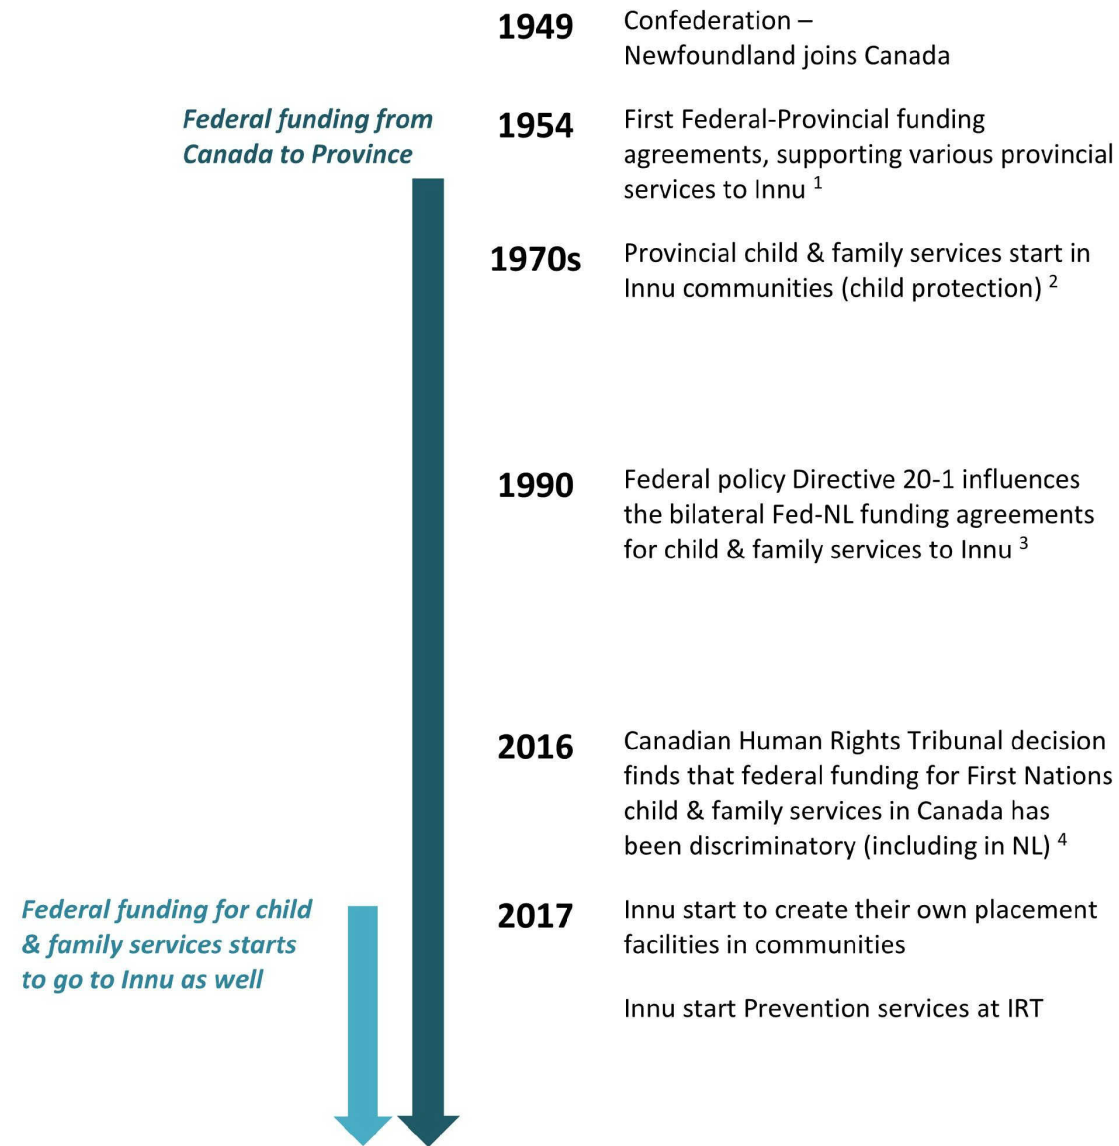 1949
Confederation –
Newfoundland joins Canada
Federal funding from
Canada to Province
1954
First Federal-Provincial funding
agreements, supporting various provincial
services to Innu 1
1970s
Provincial child & family services start in
Innu communities (child protection) 2
1990
Federal policy Directive 20-1 influences
the bilateral Fed-NL funding agreements
for child & family services to Innu 3
2016
Canadian Human Rights Tribunal decision
finds that federal funding for First Nations
child & family services in Canada has
been discriminatory (including in NL) 4
Federal funding for child
& family services starts
to go to Innu as well
2017
Innu start to create their own placement
facilities in communities
Innu start Prevention services at IRT